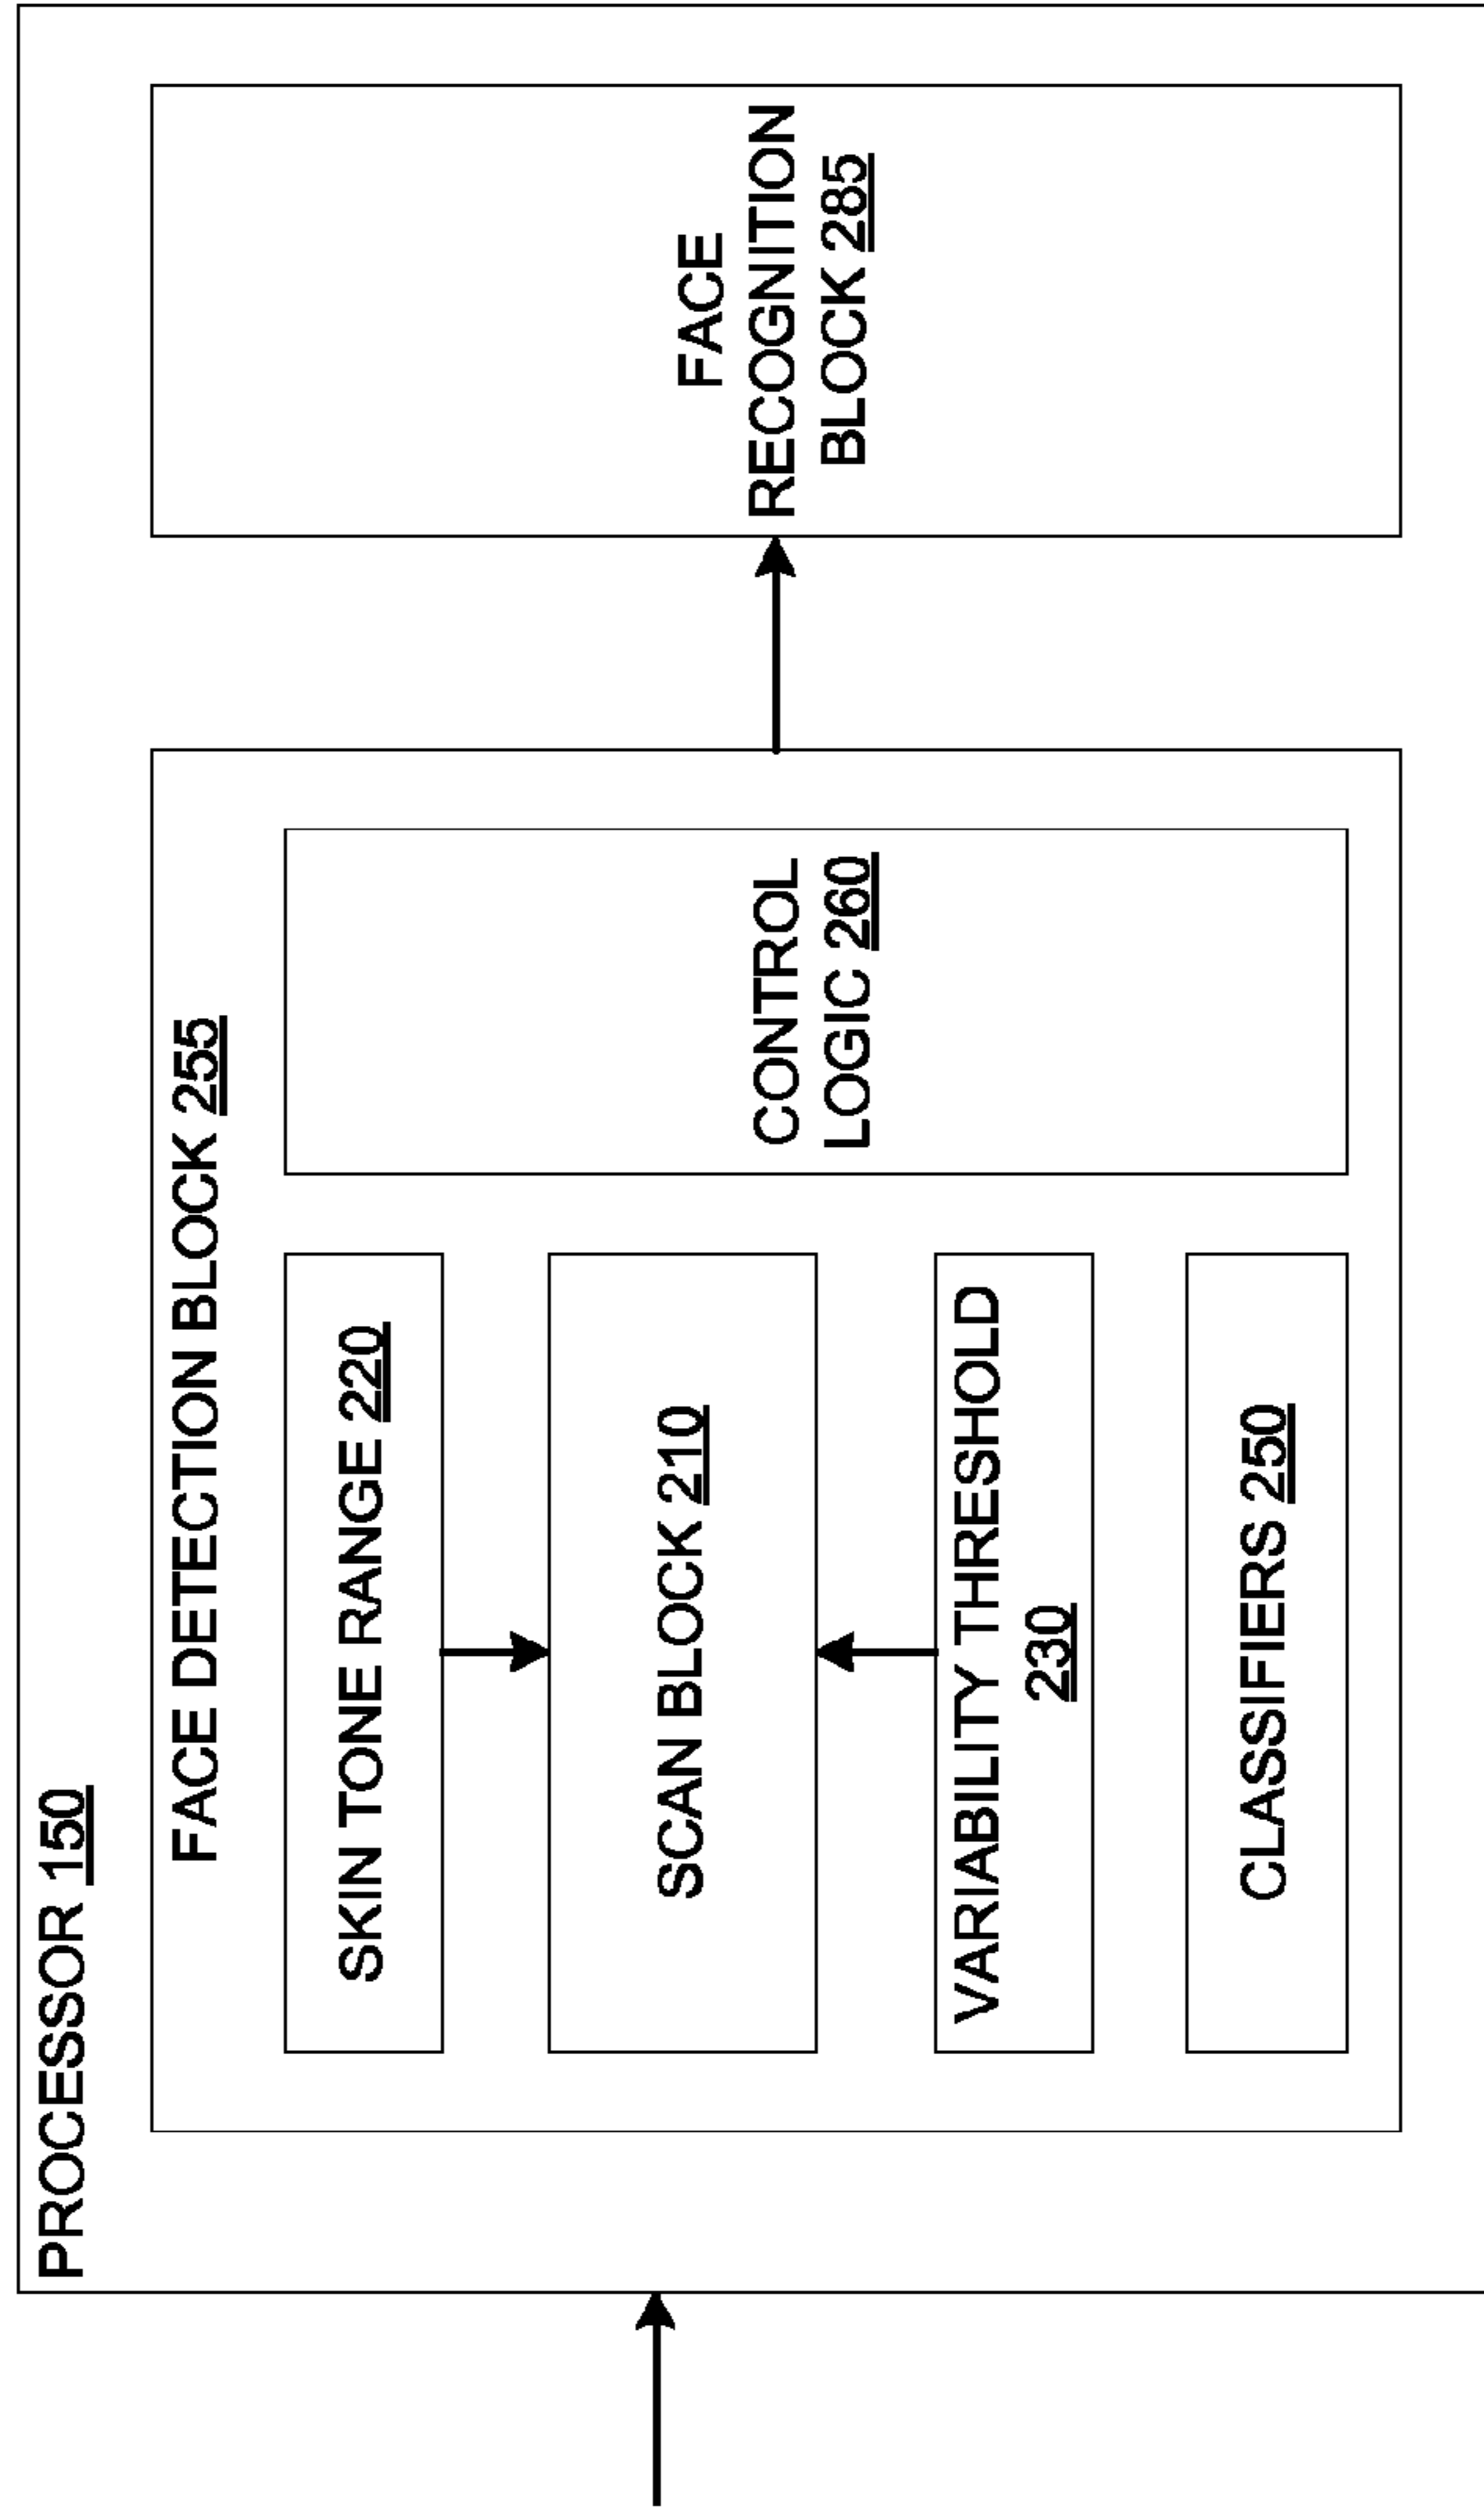 PROCESSOR 150
FACE DETECTION BLOCK 255
SKIN TONE RANGE 220
SCAN BLOCK 210
VARIABILITY THRESHOLD
230
CLASSIFIERS 250
CONTROL
LOGIC 260
FACE
RECOGNITION
BLOCK 285